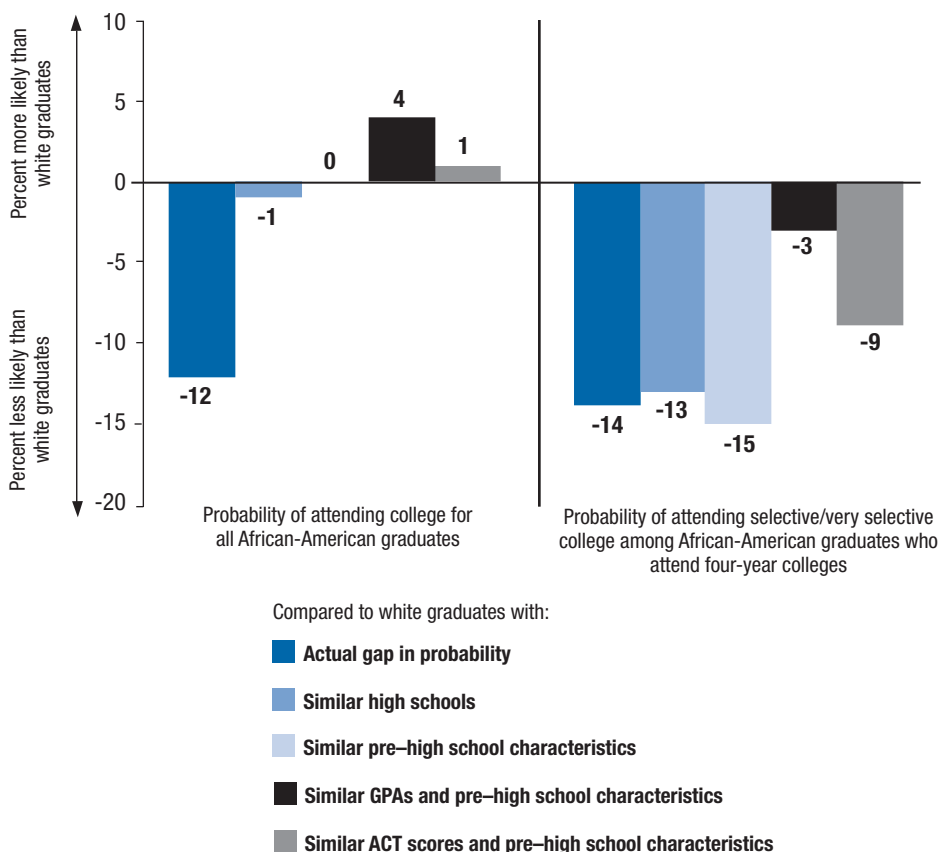 Percent more likely than
white graduates
Percent less likely than
white graduates
10
5
0
-5
-10
-15
-20
-12
-1
0
4
1
-14
-13
-15
-3
-9
Probability of attending college for
all African-American graduates
Probability of attending selective/very selective
college among African-American graduates who
attend four-year colleges
Compared to white graduates with:
Actual gap in probability
Similar high schools
Similar pre–high school characteristics
Similar GPAs and pre–high school characteristics
Similar ACT scores and pre–high school characteristics